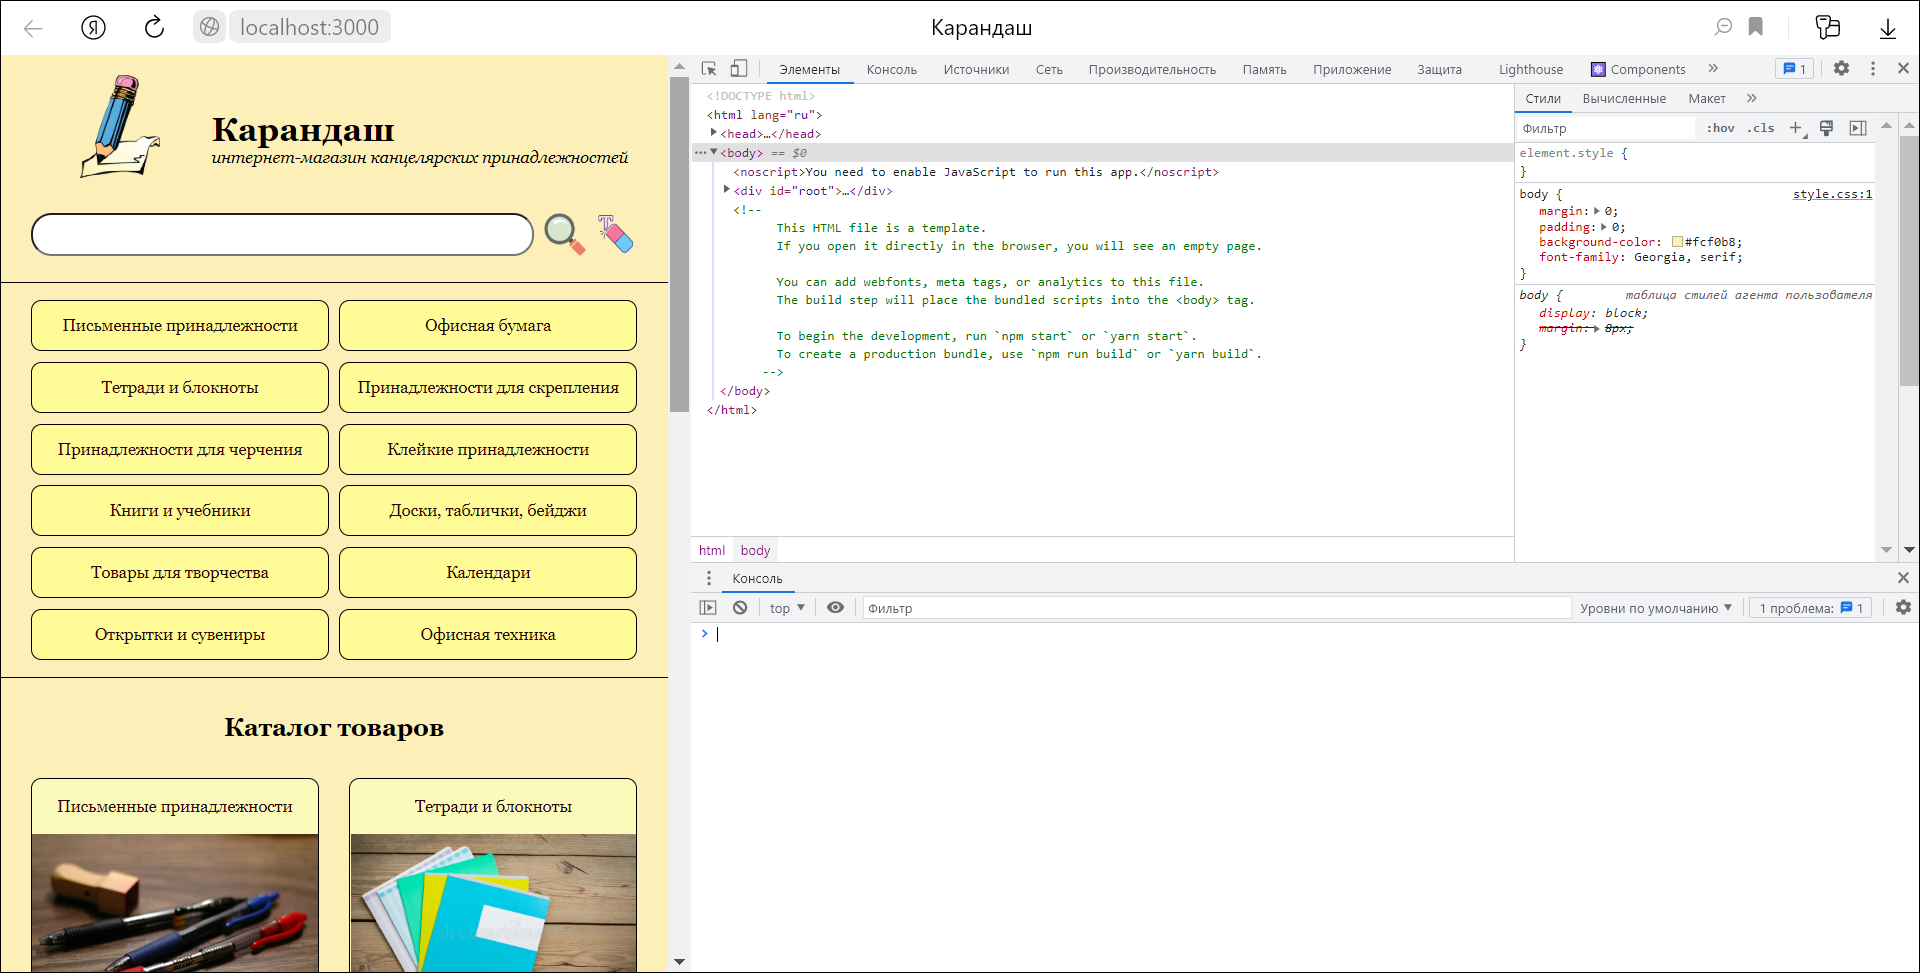 localhost:3000
Карандаш
Карандаш
интернет-магазин канцелярских принадлежностей
Письменные принадлежности
Офисная бумага
Тетради и блокноты
Принадлежности для скрепления
Принадлежности для черчения
Клейкие принадлежности
Книги и учебники
Доски, таблички, бейджи
Товары для творчества
Календари
Открытки и сувениры
Офисная техника
Каталог товаров
Письменные принадлежности
Тетради и блокноты
Элементы Консоль Источники Сеть Производительность Память Приложение Защита Lighthouse Components » 1
<!DOCTYPE html>
<html lang="ru">
<head>…</head>
<body> == $0
<noscript>You need to enable JavaScript to run this app.</noscript>
<div id="root">…</div>
<!--
This HTML file is a template.
If you open it directly in the browser, you will see an empty page.
You can add webfonts, meta tags, or analytics to this file.
The build step will place the bundled scripts into the <body> tag.
To begin the development, run `npm start` or `yarn start`.
To create a production bundle, use `npm run build` or `yarn build`.
-->
</body>
</html>
html body
Стили Вычисленные Макет »
Фильтр :hov .cls
element.style {
}
body { style.css:1
margin: 0;
padding: 0;
background-color: #fcf0b8;
font-family: Georgia, serif;
}
body { таблица стилей агента пользователя
display: block;
margin: 8px;
}
Консоль
top Фильтр Уровни по умолчанию 1 проблема: 1